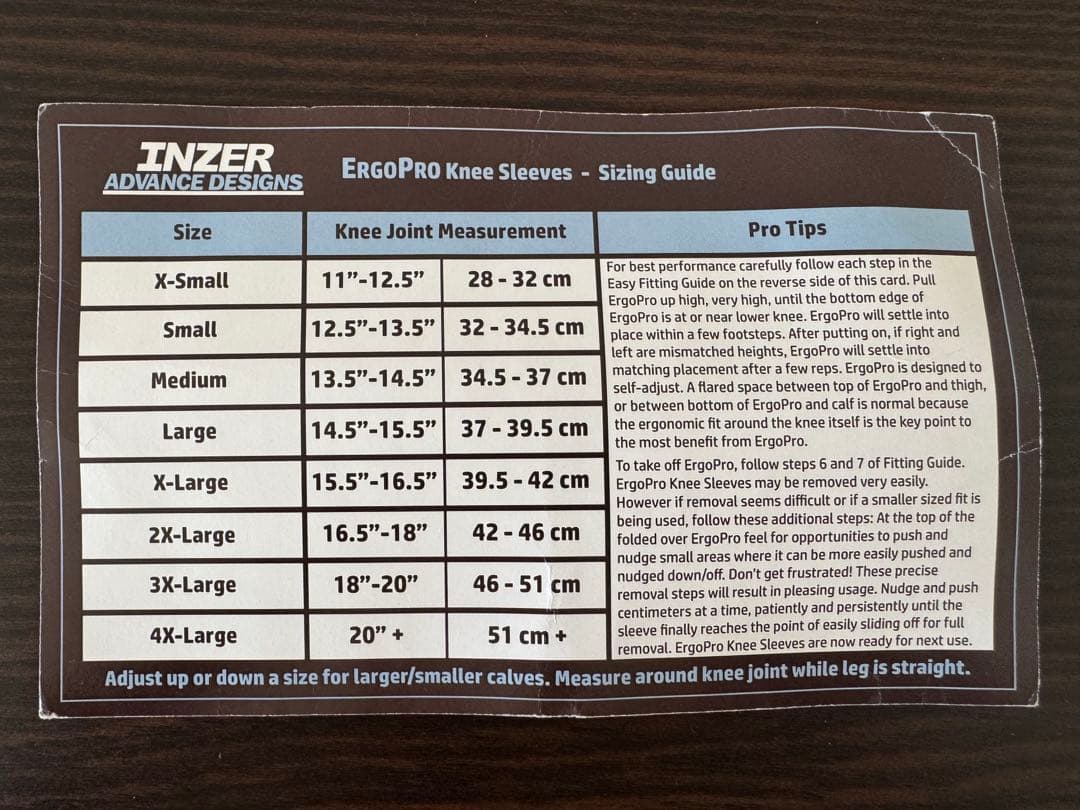 INZER
ADVANCE DESIGNS
ERGOPRO Knee Sleeves - Sizing Guide
Size Knee Joint Measurement Pro Tips
X-Small 11”-12.5” 28 - 32 cm
Small 12.5”-13.5” 32 - 34.5 cm
Medium 13.5”-14.5” 34.5 - 37 cm
Large 14.5”-15.5” 37 - 39.5 cm
X-Large 15.5”-16.5” 39.5 - 42 cm
2X-Large 16.5”-18” 42 - 46 cm
3X-Large 18”-20” 46 - 51 cm
4X-Large 20” + 51 cm +
For best performance carefully follow each step in the
Easy Fitting Guide on the reverse side of this card. Pull
ErgoPro up high, very high, until the bottom edge of
ErgoPro is at or near lower knee. ErgoPro will settle into
place within a few footsteps. After putting on, if right and
left are mismatched heights, ErgoPro will settle into
matching placement after a few reps. ErgoPro is designed to
self-adjust. A flared space between top of ErgoPro and thigh,
or between bottom of ErgoPro and calf is normal because
the ergonomic fit around the knee itself is the key point to
the most benefit from ErgoPro.
To take off ErgoPro, follow steps 6 and 7 of Fitting Guide.
ErgoPro Knee Sleeves may be removed very easily.
However if removal seems difficult or if a smaller sized fit is
being used, follow these additional steps: At the top of the
folded over ErgoPro feel for opportunities to push and
nudge small areas where it can be more easily pushed and
nudged down/off. Don't get frustrated! These precise
removal steps will result in pleasing usage. Nudge and push
centimeters at a time, patiently and persistently until the
sleeve finally reaches the point of easily sliding off for full
removal. ErgoPro Knee Sleeves are now ready for next use.
Adjust up or down a size for larger/smaller calves. Measure around knee joint while leg is straight.